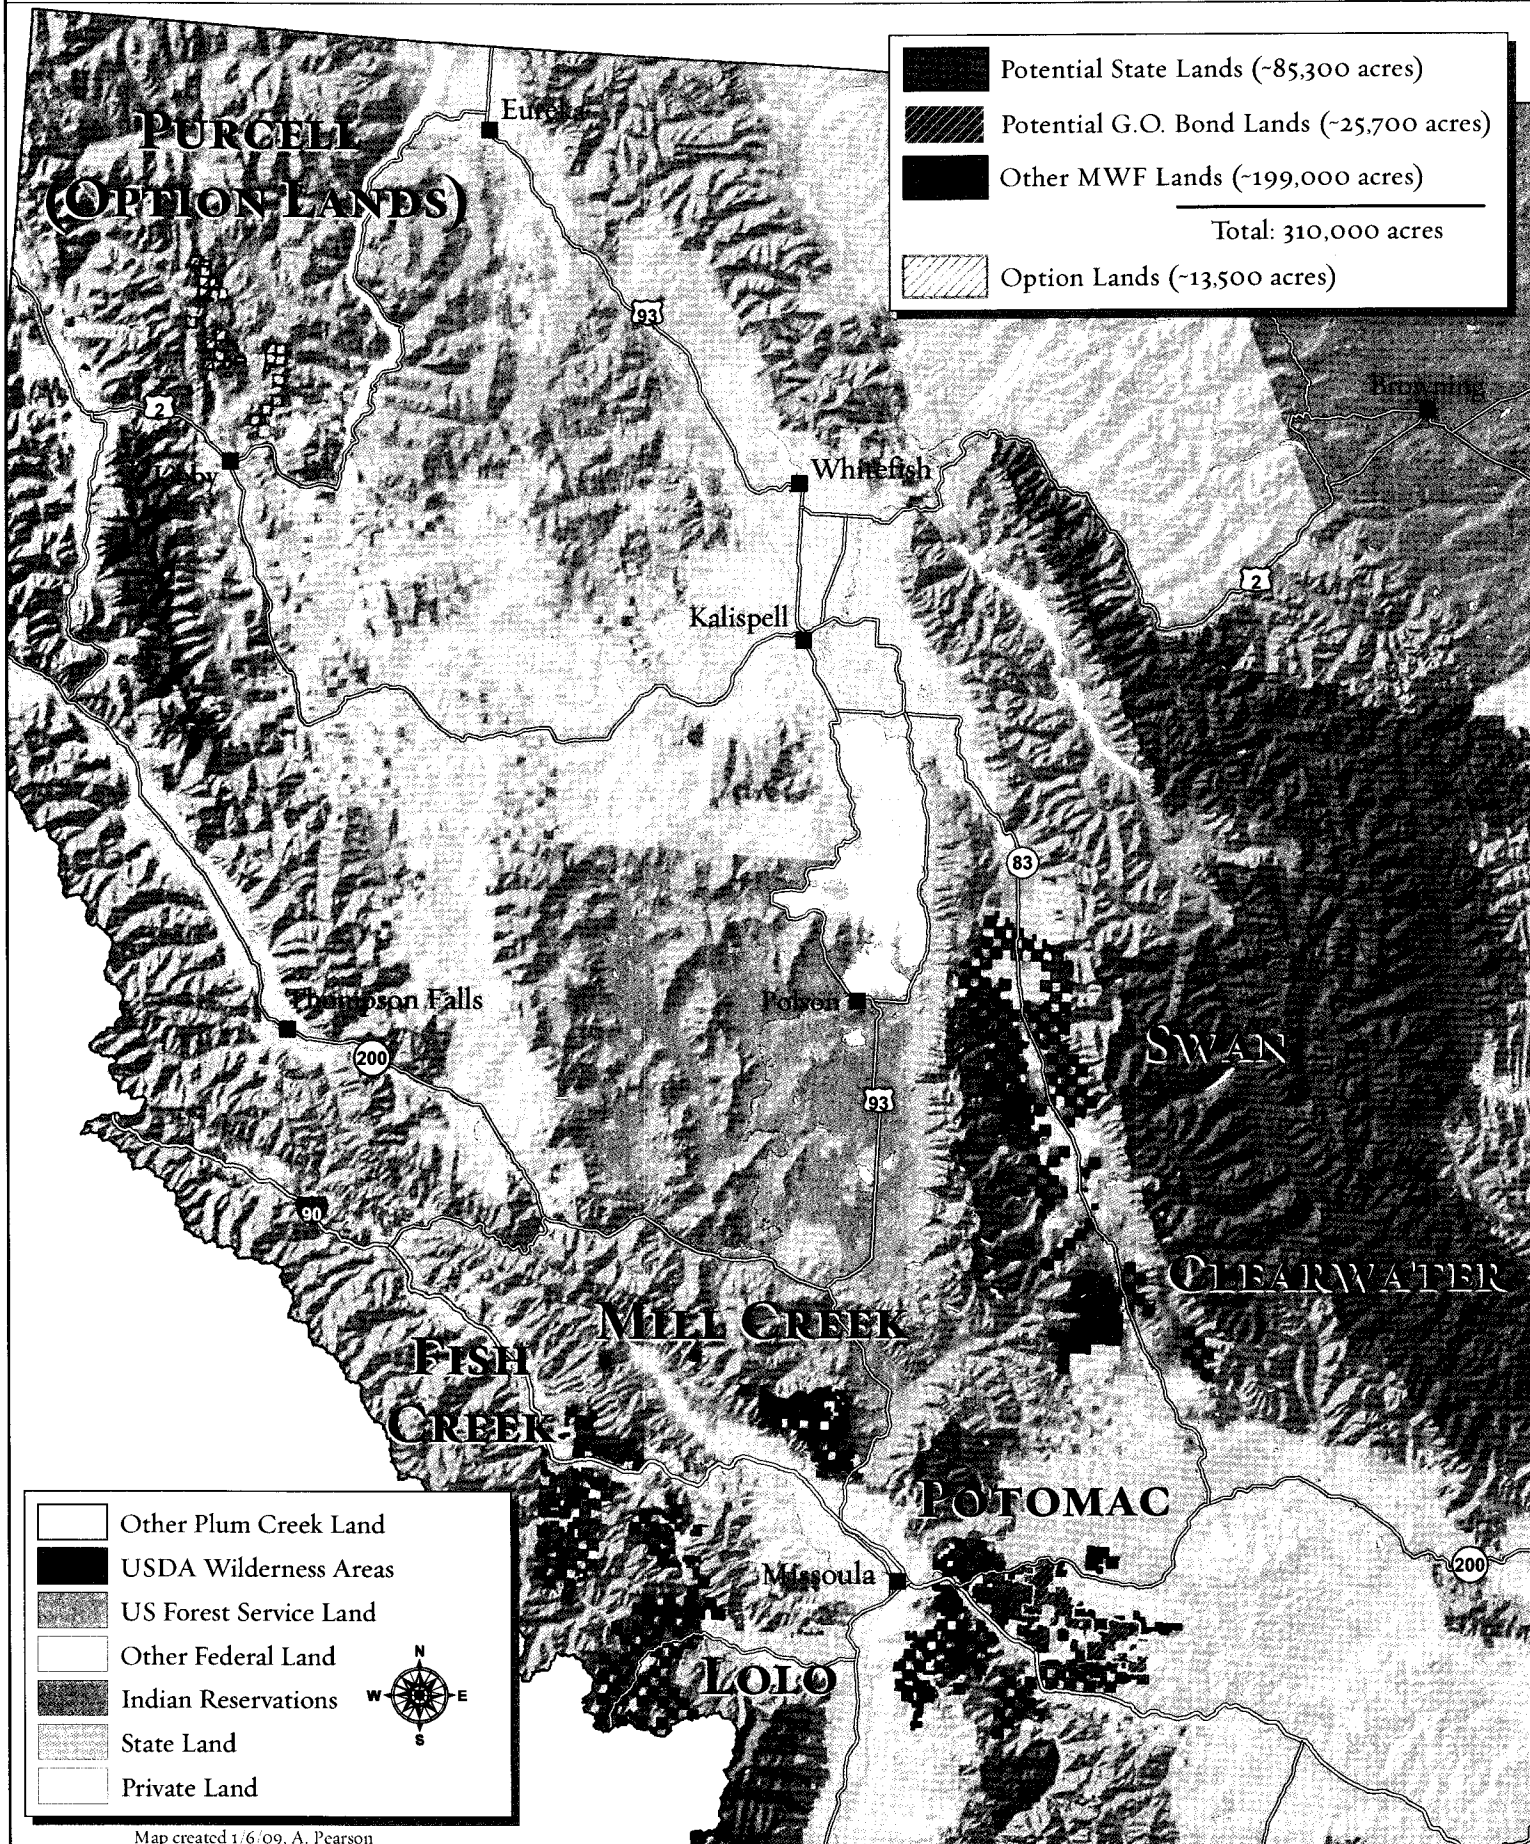 Potential State Lands (~85,300 acres)
Potential G.O. Bond Lands (~25,700 acres)
Other MWF Lands (~199,000 acres)
Total: 310,000 acres
Option Lands (~13,500 acres)
Eureka
PURCELL
(OPTION LANDS)
93
Browning
2
Libby
Whitefish
2
Kalispell
83
Thompson Falls
Polson
200
SWAN
93
90
CLEARWATER
MILL CREEK
FISH
CREEK
POTOMAC
200
Missoula
LOLO
Other Plum Creek Land
USDA Wilderness Areas
US Forest Service Land
Other Federal Land
Indian Reservations
State Land
Private Land
N
W
E
S
Map created 1/6/09, A. Pearson